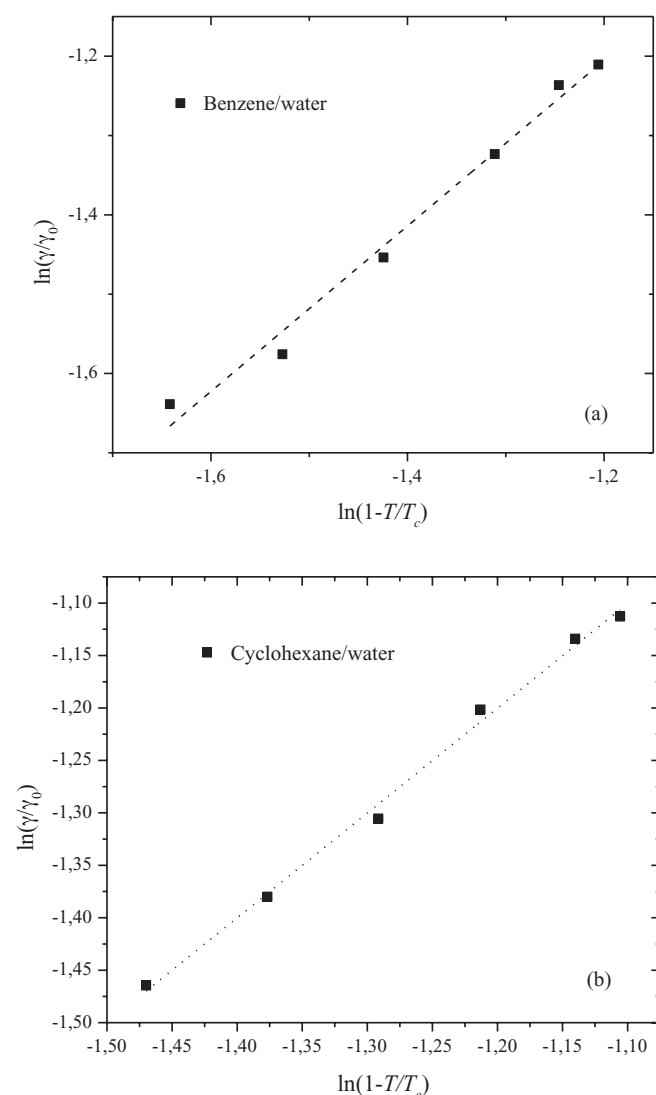 -1,2
Benzene/water
-1,4
ln(γ/γ₀)
-1,6
(a)
-1,6 -1,4 -1,2
ln(1-T/T_c)
-1,10
Cyclohexane/water
-1,15
-1,20
-1,25
ln(γ/γ₀)
-1,30
-1,35
-1,40
-1,45
(b)
-1,50
-1,50 -1,45 -1,40 -1,35 -1,30 -1,25 -1,20 -1,15 -1,10
ln(1-T/T_c)